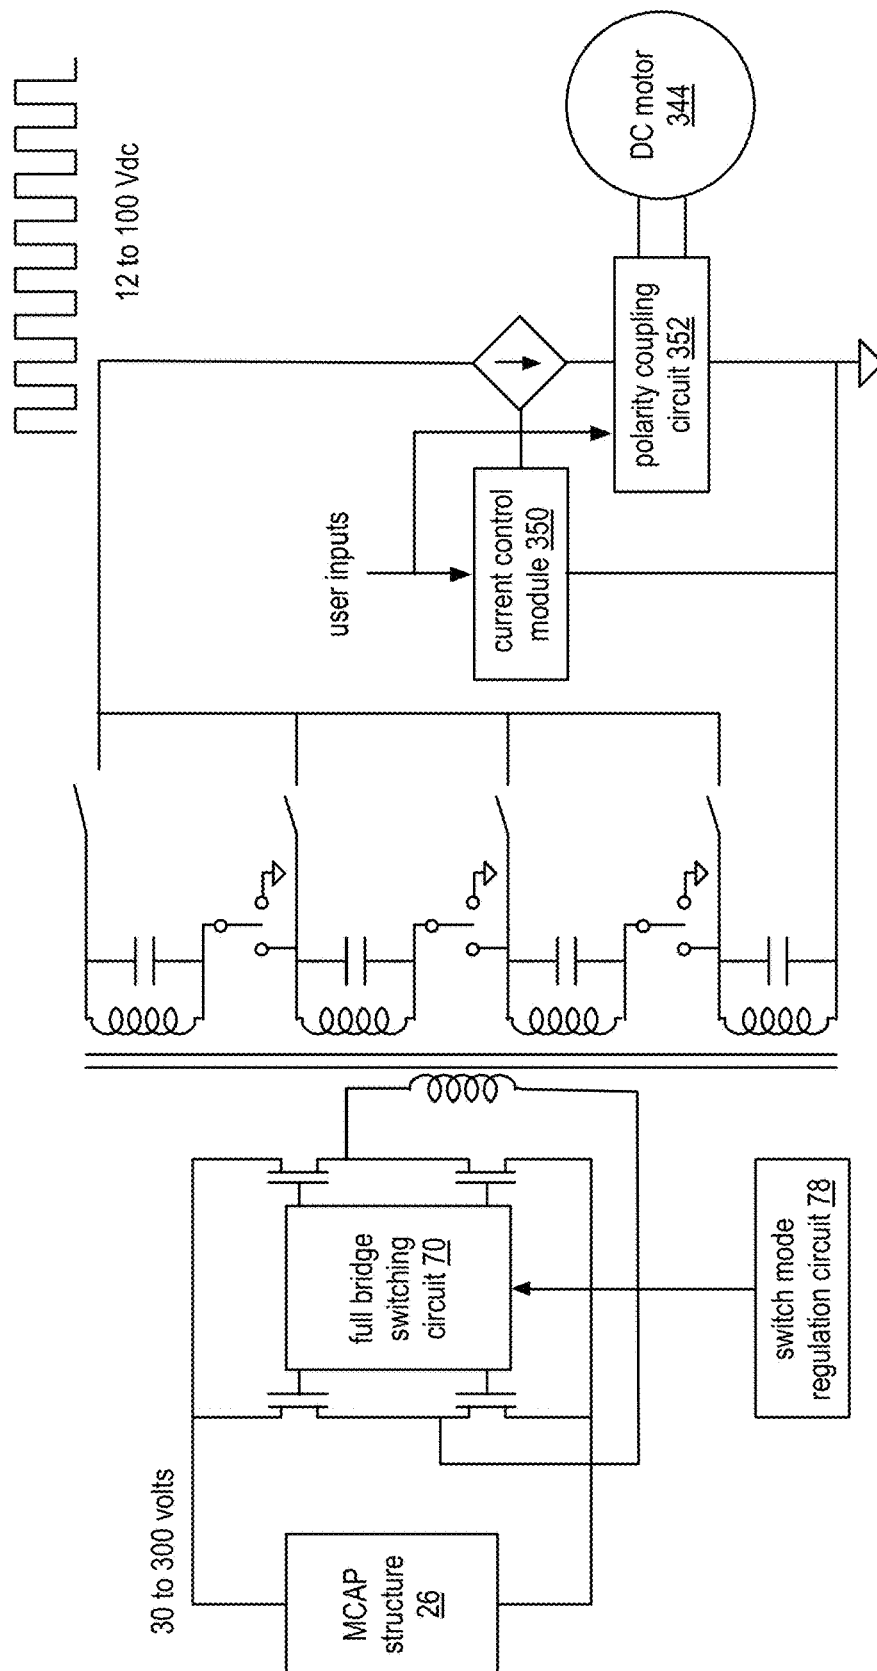 30 to 300 volts
MCAP
structure
26
full bridge
switching
circuit 70
switch mode
regulation circuit 78
user inputs
current control
module 350
12 to 100 Vdc
polarity coupling
circuit 352
DC motor
344